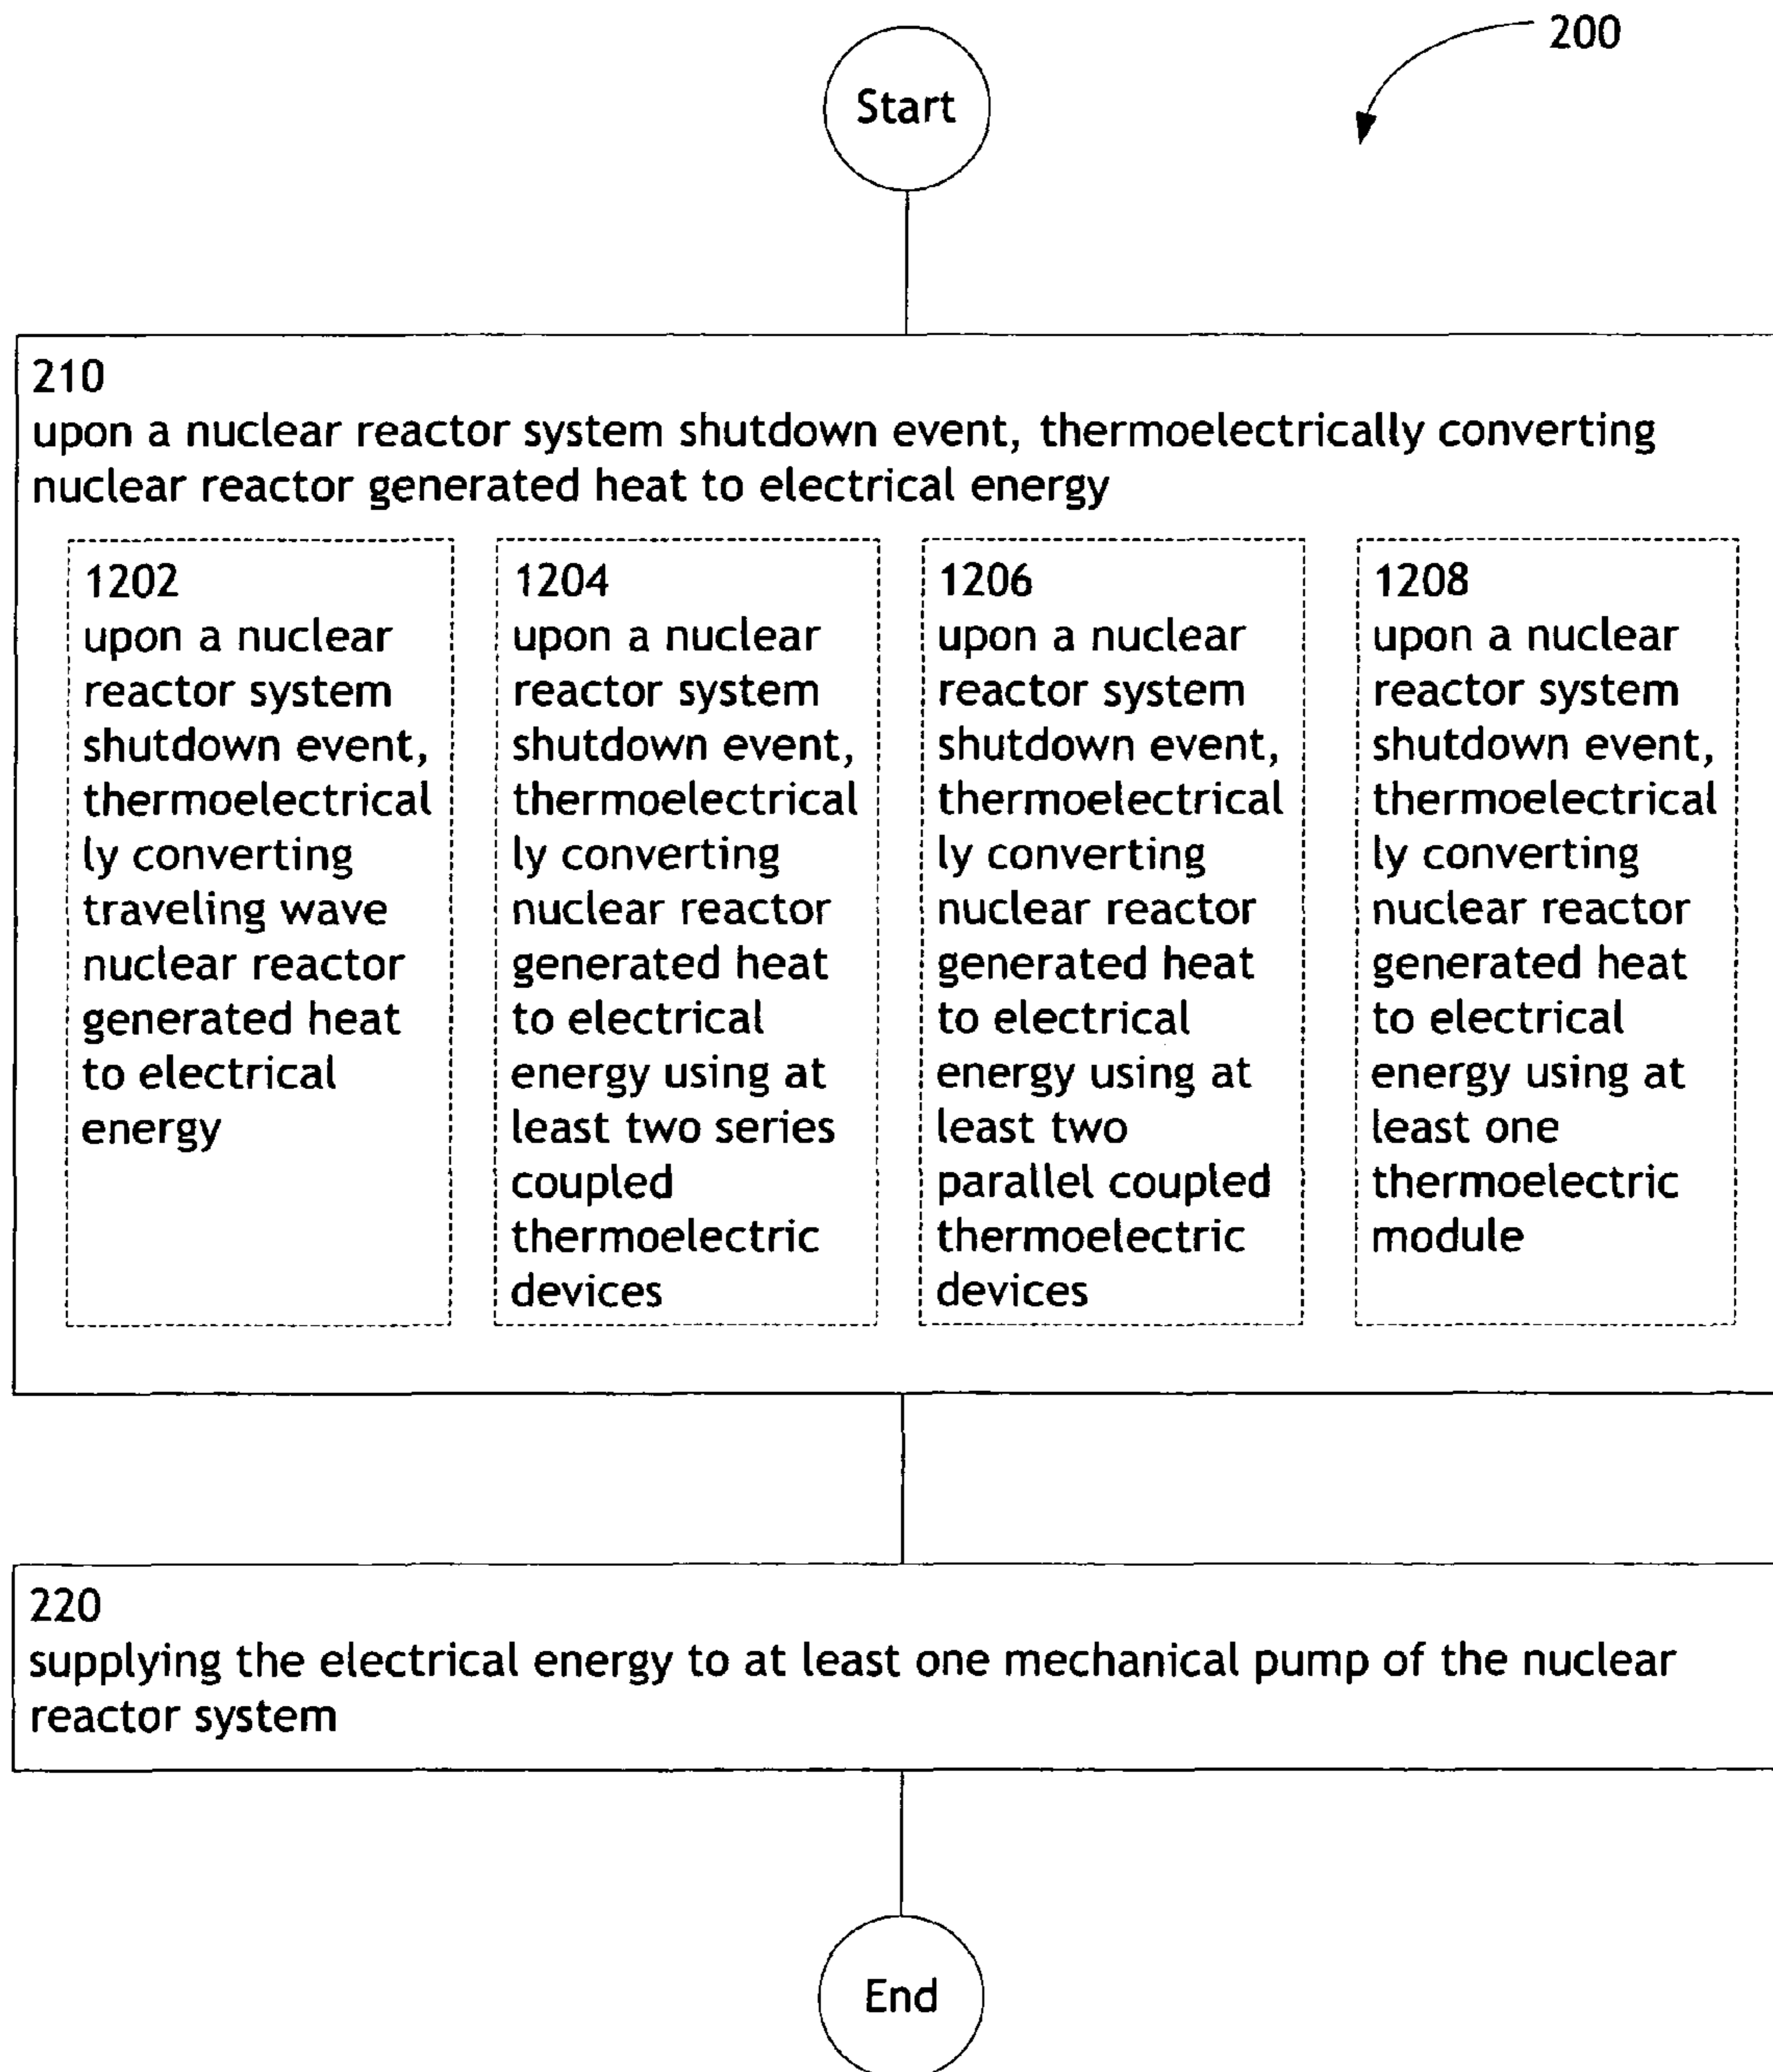 200
Start
210
upon a nuclear reactor system shutdown event, thermoelectrically converting
nuclear reactor generated heat to electrical energy
1202
upon a nuclear
reactor system
shutdown event,
thermoelectrical
ly converting
traveling wave
nuclear reactor
generated heat
to electrical
energy
1204
upon a nuclear
reactor system
shutdown event,
thermoelectrical
ly converting
nuclear reactor
generated heat
to electrical
energy using at
least two series
coupled
thermoelectric
devices
1206
upon a nuclear
reactor system
shutdown event,
thermoelectrical
ly converting
nuclear reactor
generated heat
to electrical
energy using at
least two
parallel coupled
thermoelectric
devices
1208
upon a nuclear
reactor system
shutdown event,
thermoelectrical
ly converting
nuclear reactor
generated heat
to electrical
energy using at
least one
thermoelectric
module
220
supplying the electrical energy to at least one mechanical pump of the nuclear
reactor system
End